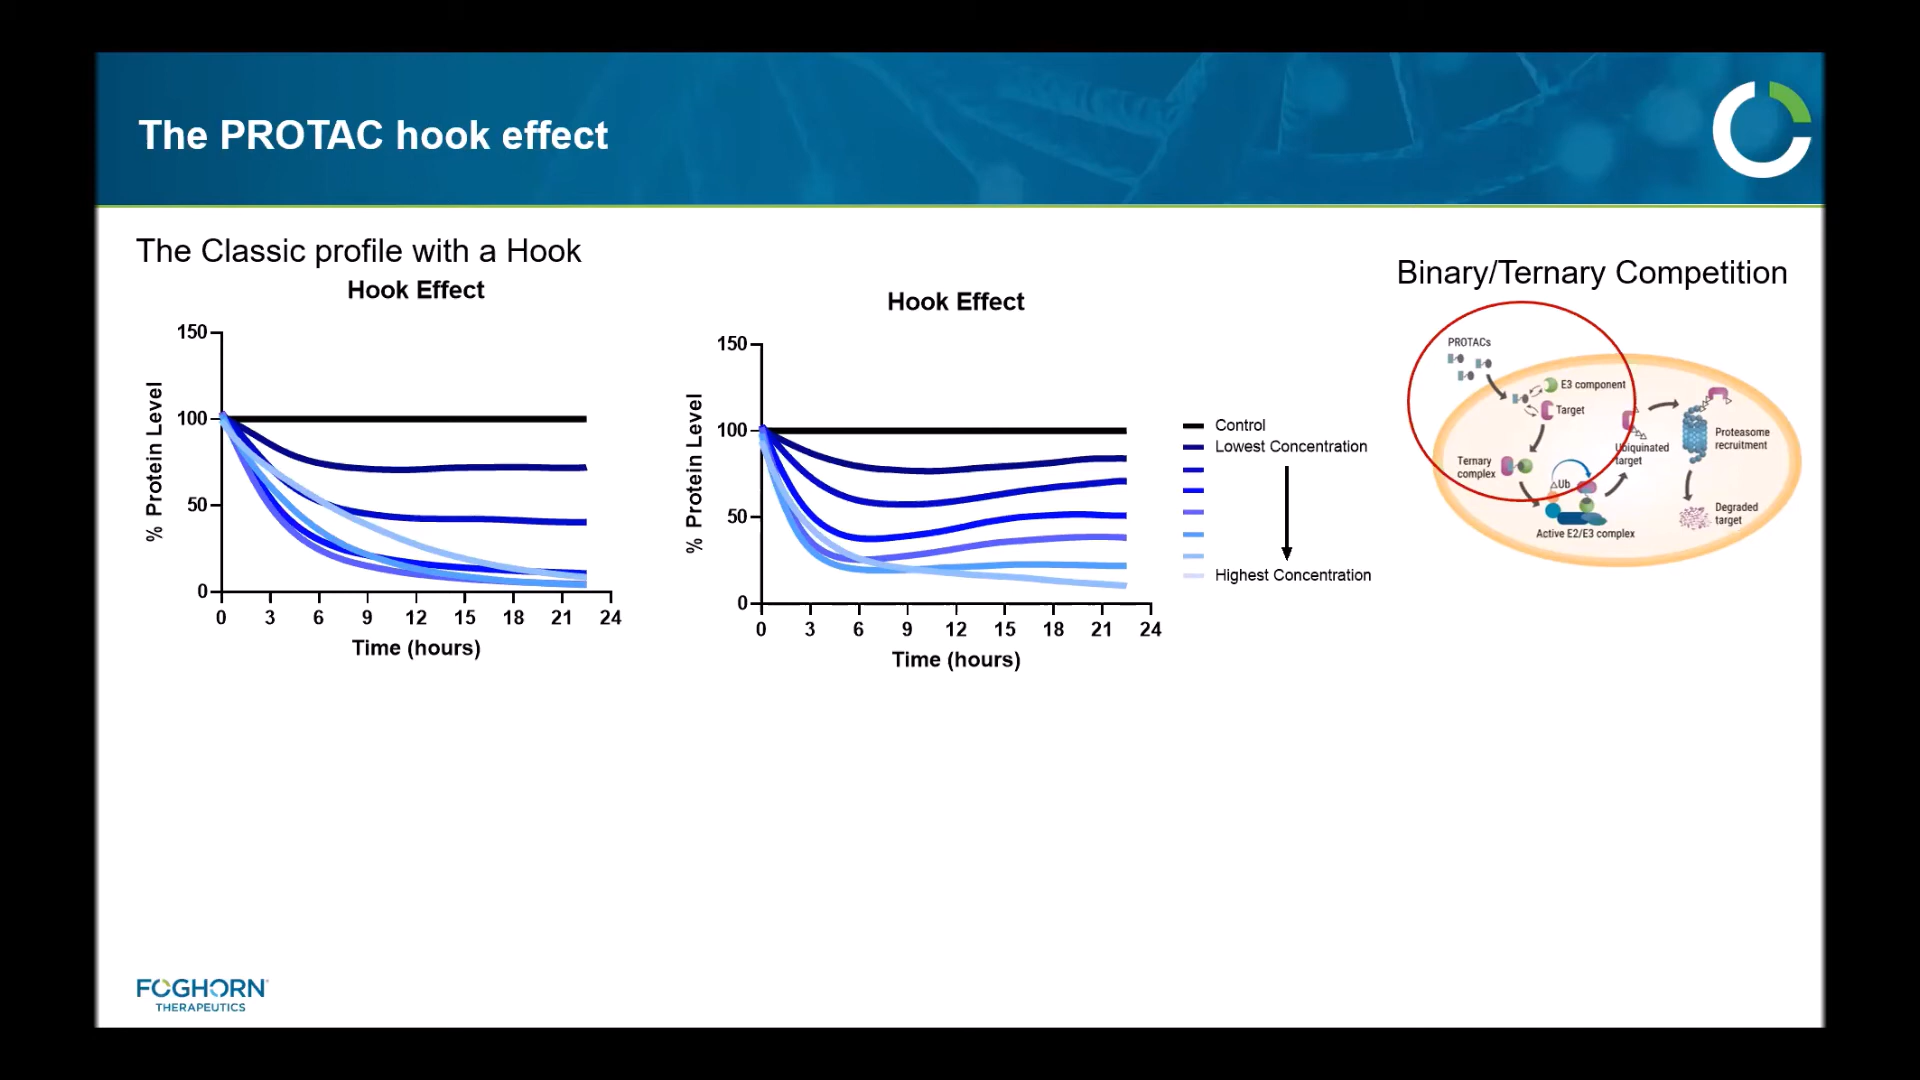 The PROTAC hook effect
The Classic profile with a Hook
Hook Effect
150
100
50
0
% Protein Level
0 3 6 9 12 15 18 21 24
Time (hours)
Hook Effect
150
100
50
0
% Protein Level
0 3 6 9 12 15 18 21 24
Time (hours)
Control
Lowest Concentration
Highest Concentration
Binary/Ternary Competition
PROTACs
E3 component
Target
Ternary
complex
Ub
Active E2/E3 complex
Ubiquinated
target
Proteasome
recruitment
Degraded
target
FOGHORN
THERAPEUTICS